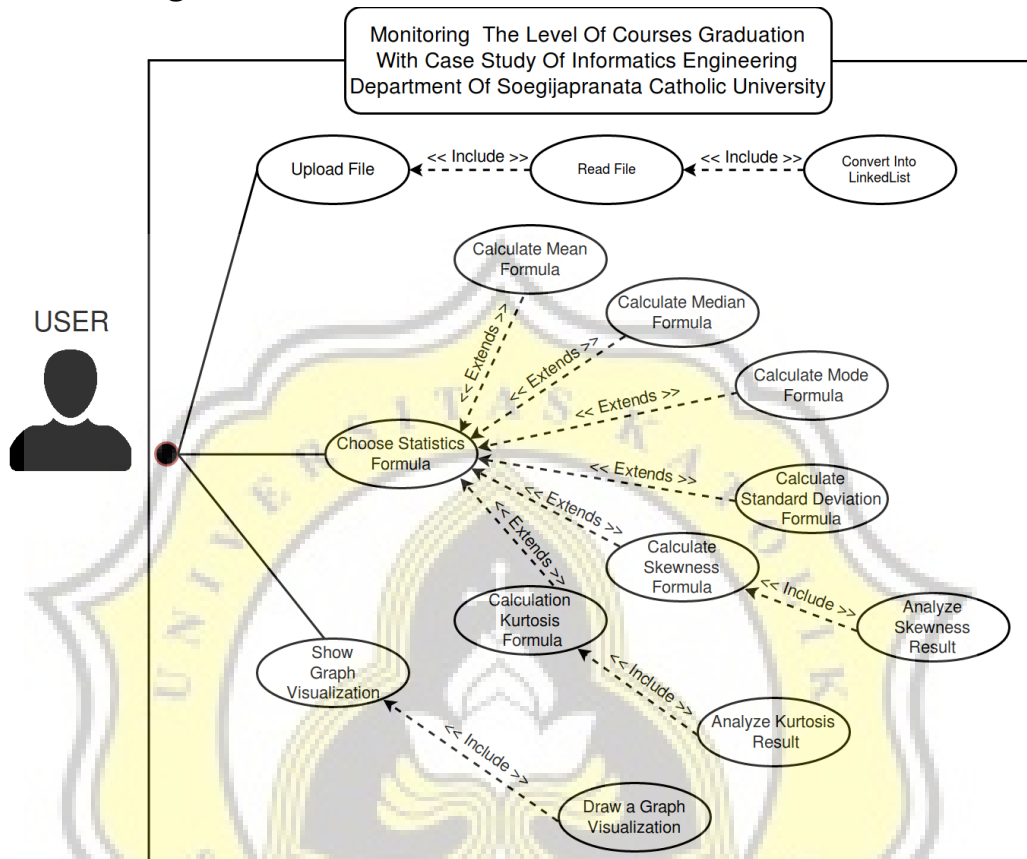 Monitoring The Level Of Courses Graduation
With Case Study Of Informatics Engineering
Department Of Soegijapranata Catholic University
Upload File
<< Include >>
Read File
<< Include >>
Convert Into
LinkedList
USER
Calculate Mean
Formula
<< Extends >>
Calculate Median
Formula
<< Extends >>
Calculate Mode
Formula
<< Extends >>
Choose Statistics
Formula
<< Extends >>
Calculate
Standard Deviation
Formula
<< Extends >>
Calculate
Skewness
Formula
<< Include >>
Analyze
Skewness
Result
<< Extends >>
Calculation
Kurtosis
Formula
<< Include >>
Analyze Kurtosis
Result
Show
Graph
Visualization
<< Include >>
Draw a Graph
Visualization
UNIVERSITAS KATOLIK